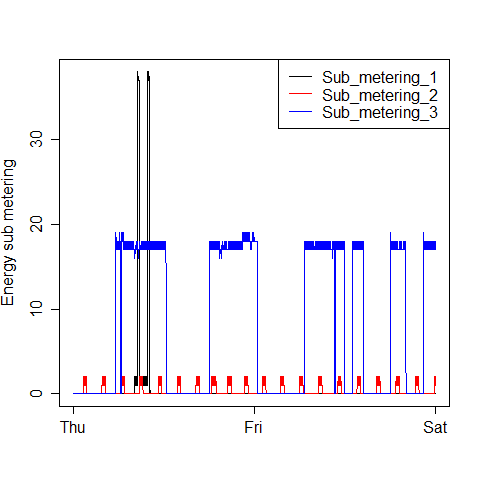 Sub_metering_1
Sub_metering_2
Sub_metering_3
Energy sub metering
30
20
10
0
Thu Fri Sat